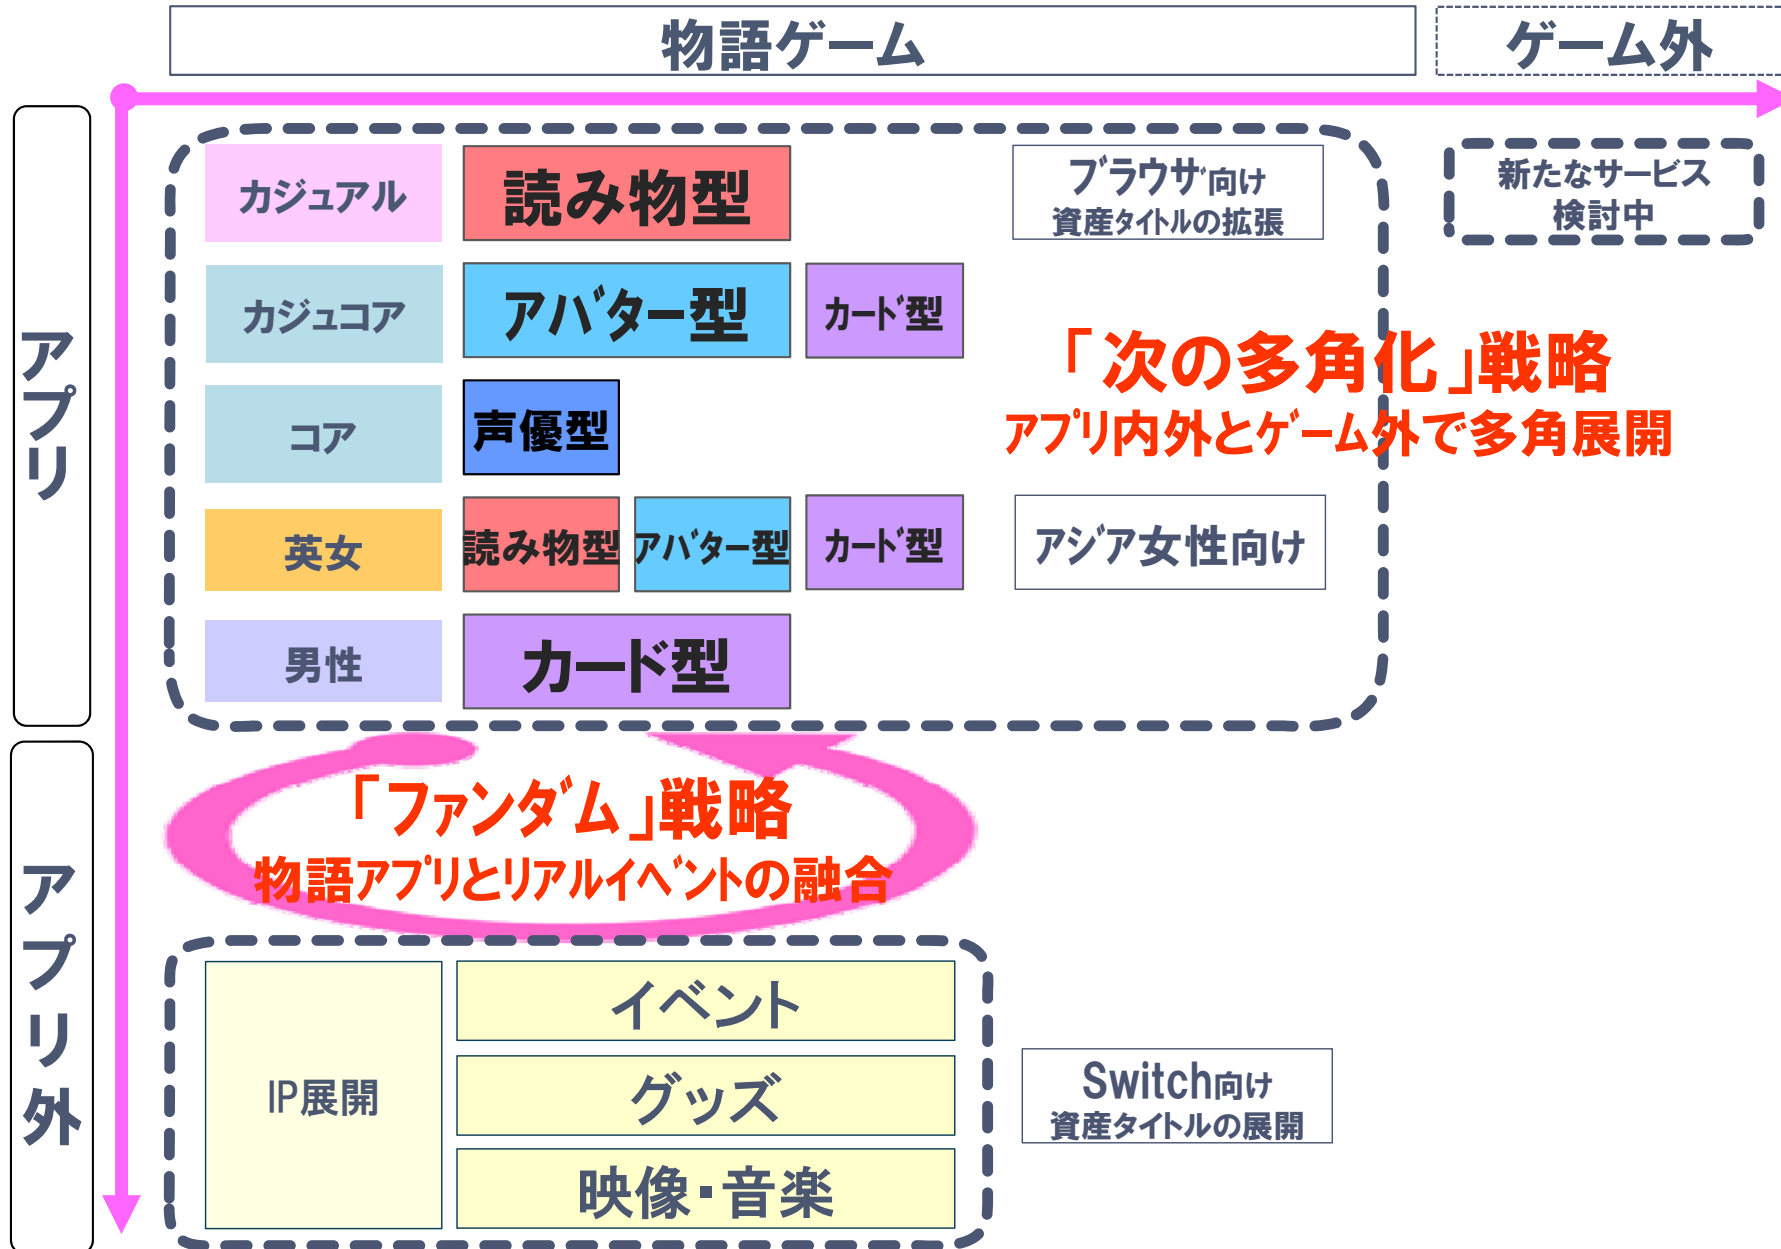 物語ゲーム
ゲーム外
アプリ
カジュアル
読み物型
ブラウザ向け
資産タイトルの拡張
新たなサービス
検討中
カジュコア
アバター型
カード型
「次の多角化」戦略
アプリ内外とゲーム外で多角展開
コア
声優型
英女
読み物型
アバター型
カード型
アジア女性向け
男性
カード型
「ファンダム」戦略
物語アプリとリアルイベントの融合
アプリ外
IP展開
イベント
グッズ
映像・音楽
Switch向け
資産タイトルの展開